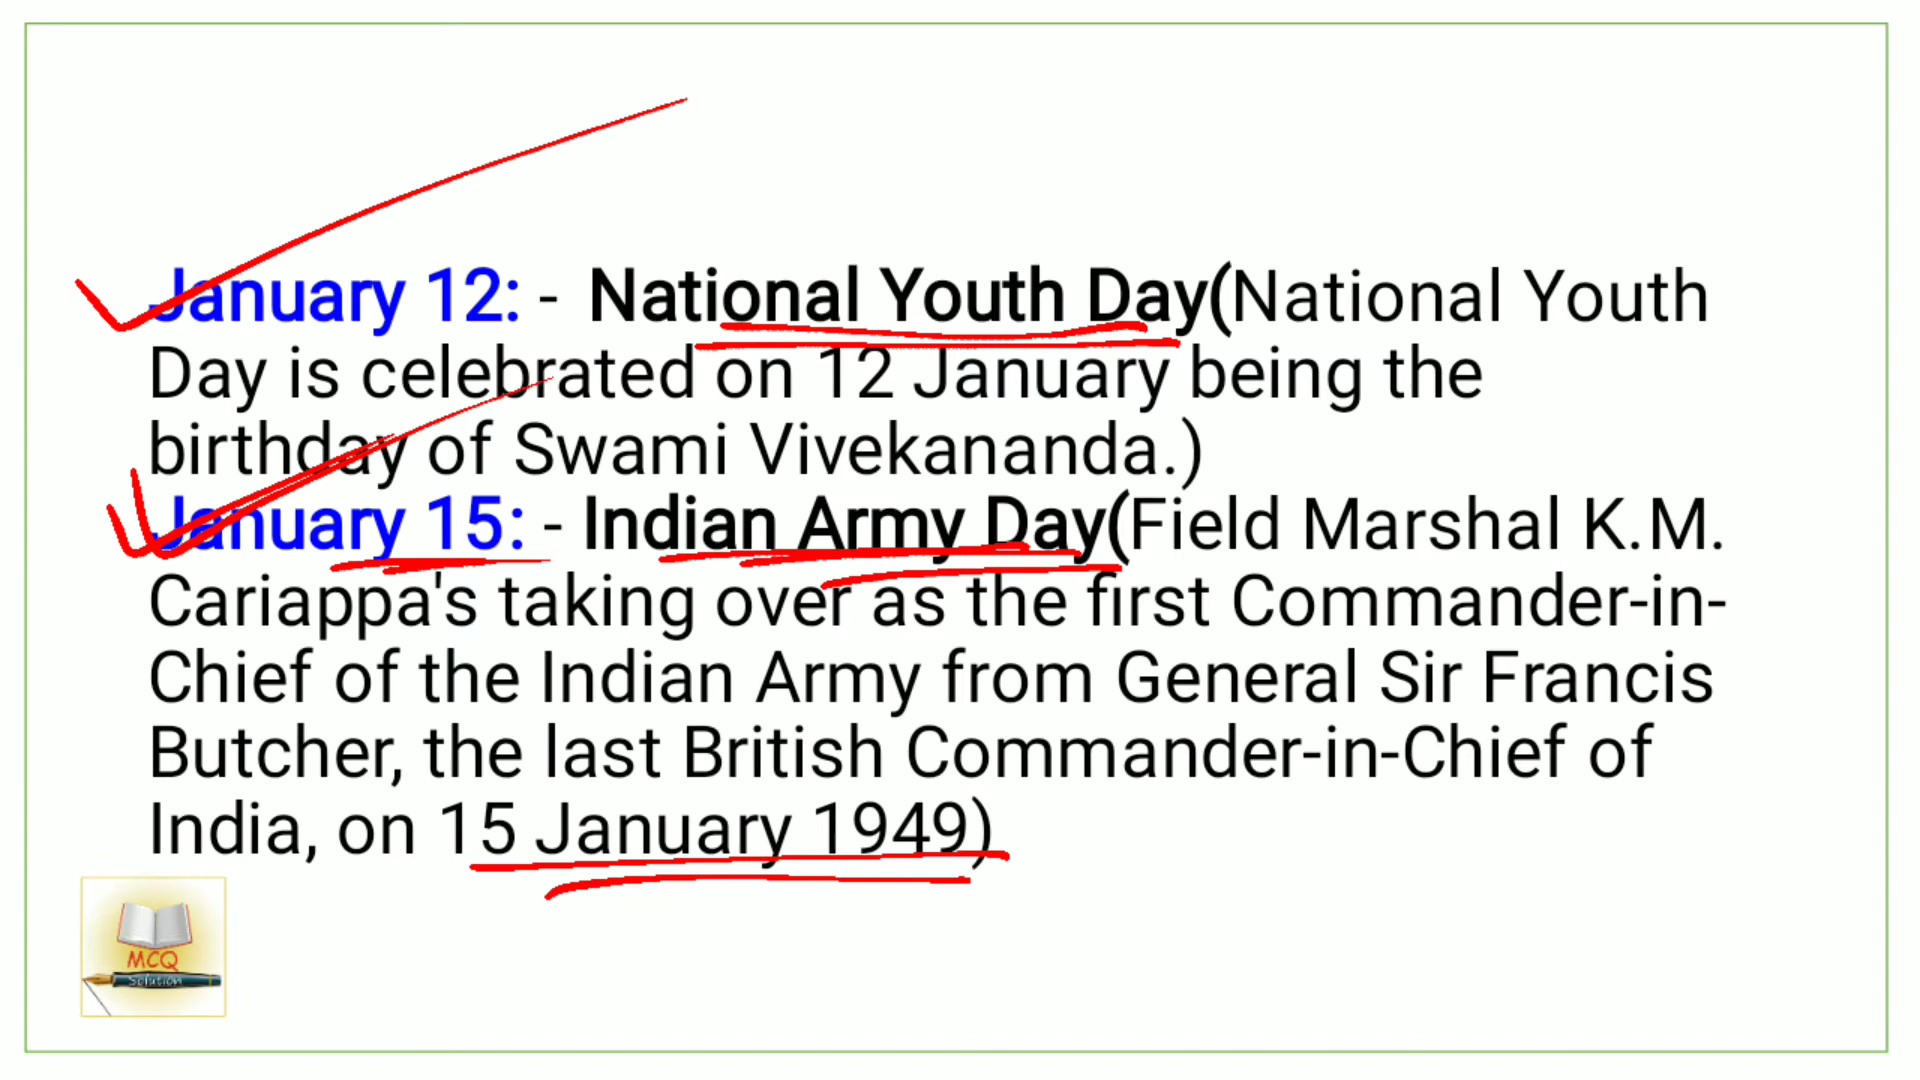 January 12: - National Youth Day(National Youth
Day is celebrated on 12 January being the
birthday of Swami Vivekananda.)
January 15: - Indian Army Day(Field Marshal K.M.
Cariappa's taking over as the first Commander-in-
Chief of the Indian Army from General Sir Francis
Butcher, the last British Commander-in-Chief of
India, on 15 January 1949)
MCQ
Solution